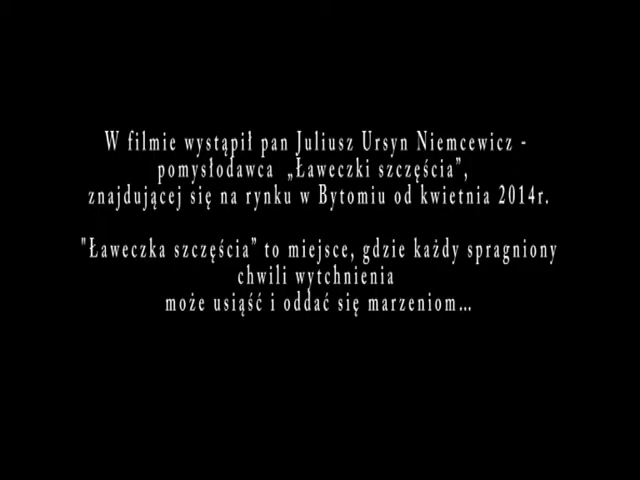 W filmie wystąpił pan Juliusz Ursyn Niemcewicz -
pomysłodawca „Ławeczki szczęścia”,
znajdującej się na rynku w Bytomiu od kwietnia 2014r.
"Ławeczka szczęścia” to miejsce, gdzie każdy spragniony
chwili wytchnienia
może usiąść i oddać się marzeniom...